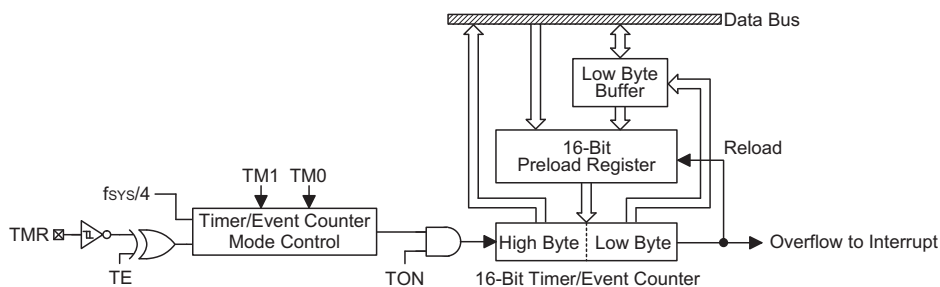 Data Bus
Low Byte
Buffer
16-Bit
Preload Register
Reload
TM1
TM0
fSYS/4
Timer/Event Counter
Mode Control
TMR
TE
TON
High Byte
Low Byte
Overflow to Interrupt
16-Bit Timer/Event Counter